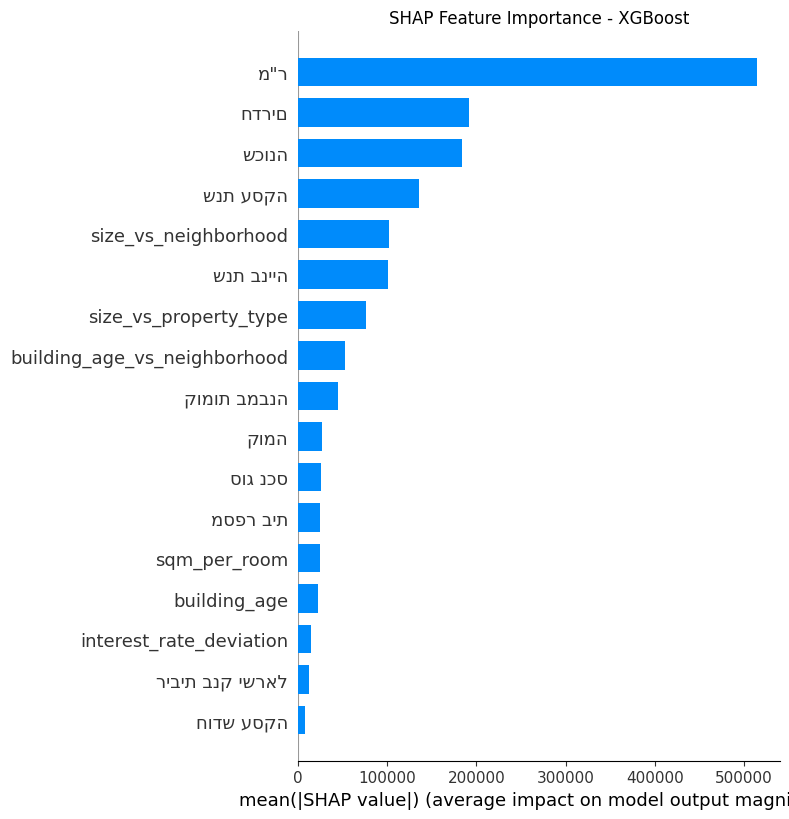 SHAP Feature Importance - XGBoost
מ"ר
חדרים
שכונה
שנת עסקה
size_vs_neighborhood
שנת בנייה
size_vs_property_type
building_age_vs_neighborhood
קומות במבנה
קומה
סוג נכס
מספר בית
sqm_per_room
building_age
interest_rate_deviation
ריבית בנק ישראל
חודש עסקה
0 100000 200000 300000 400000 500000
mean(|SHAP value|) (average impact on model output magni